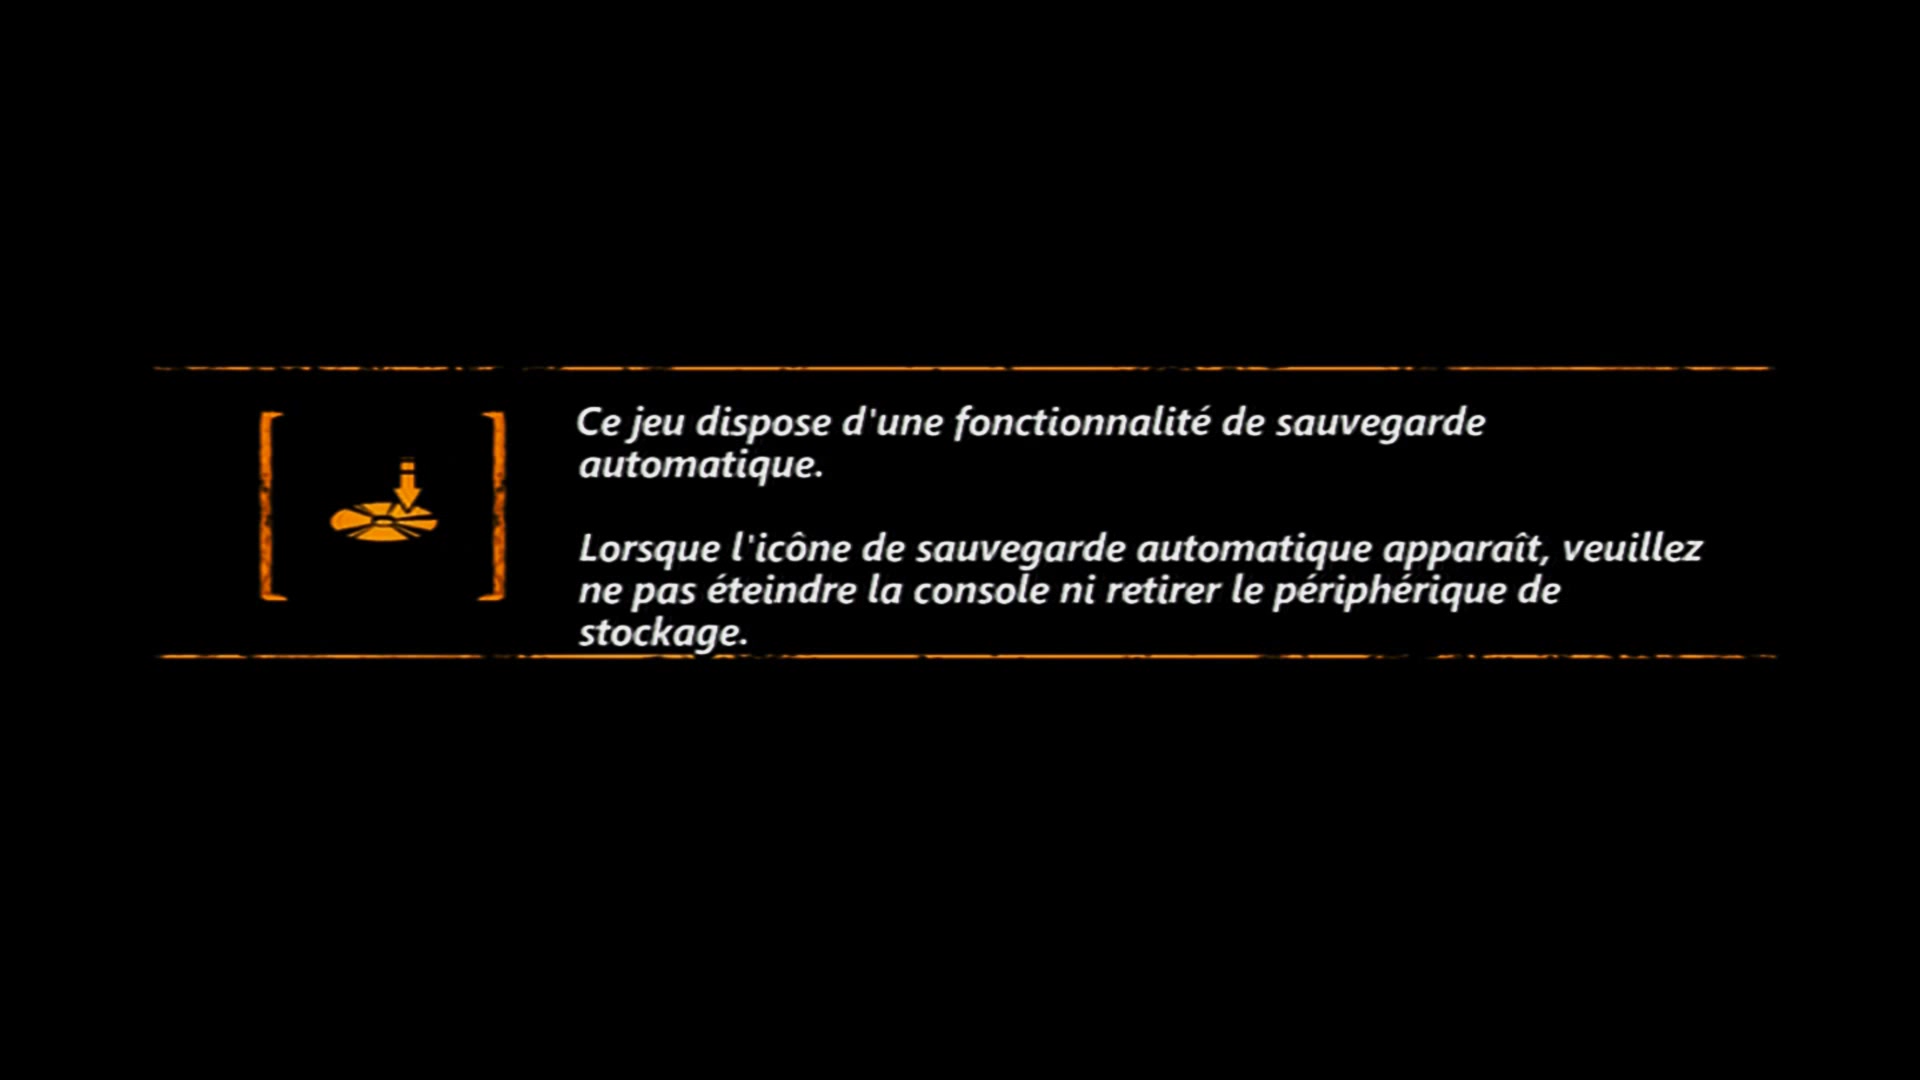 Ce jeu dispose d'une fonctionnalité de sauvegarde
automatique.
Lorsque l'icône de sauvegarde automatique apparaît, veuillez
ne pas éteindre la console ni retirer le périphérique de
stockage.